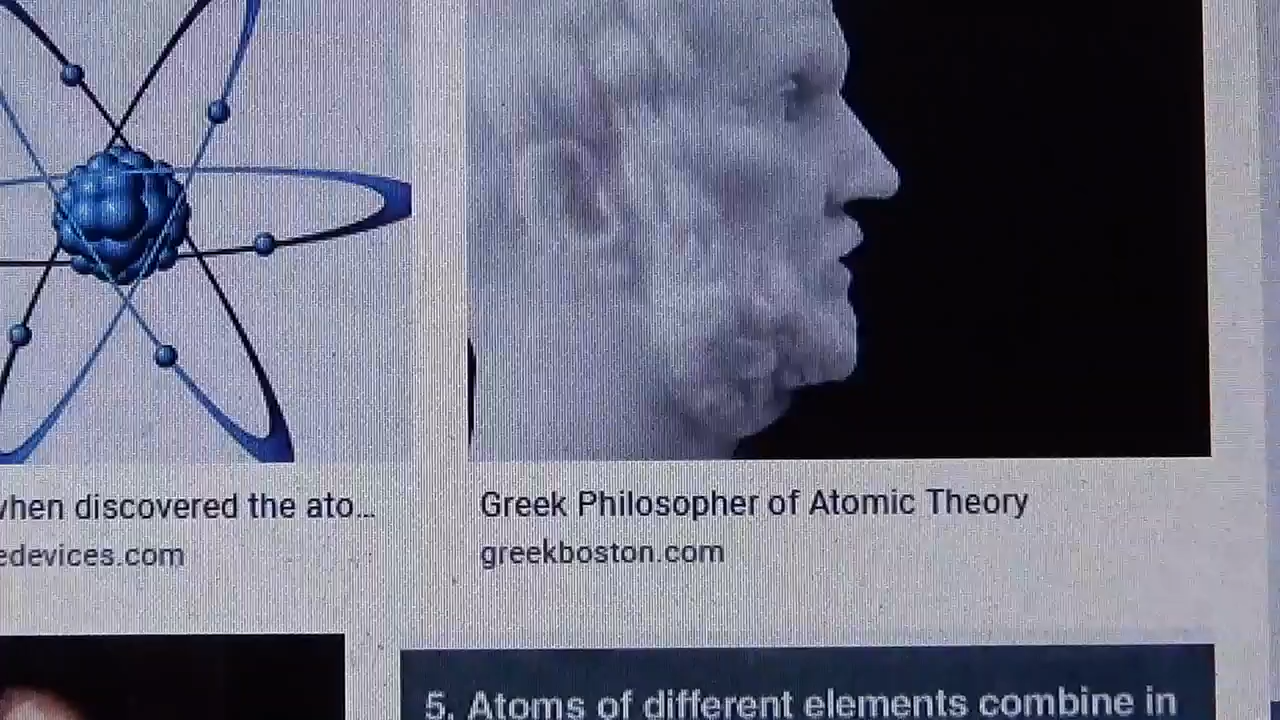 when discovered the ato...
edevices.com
Greek Philosopher of Atomic Theory
greekboston.com
5. Atoms of different elements combine in